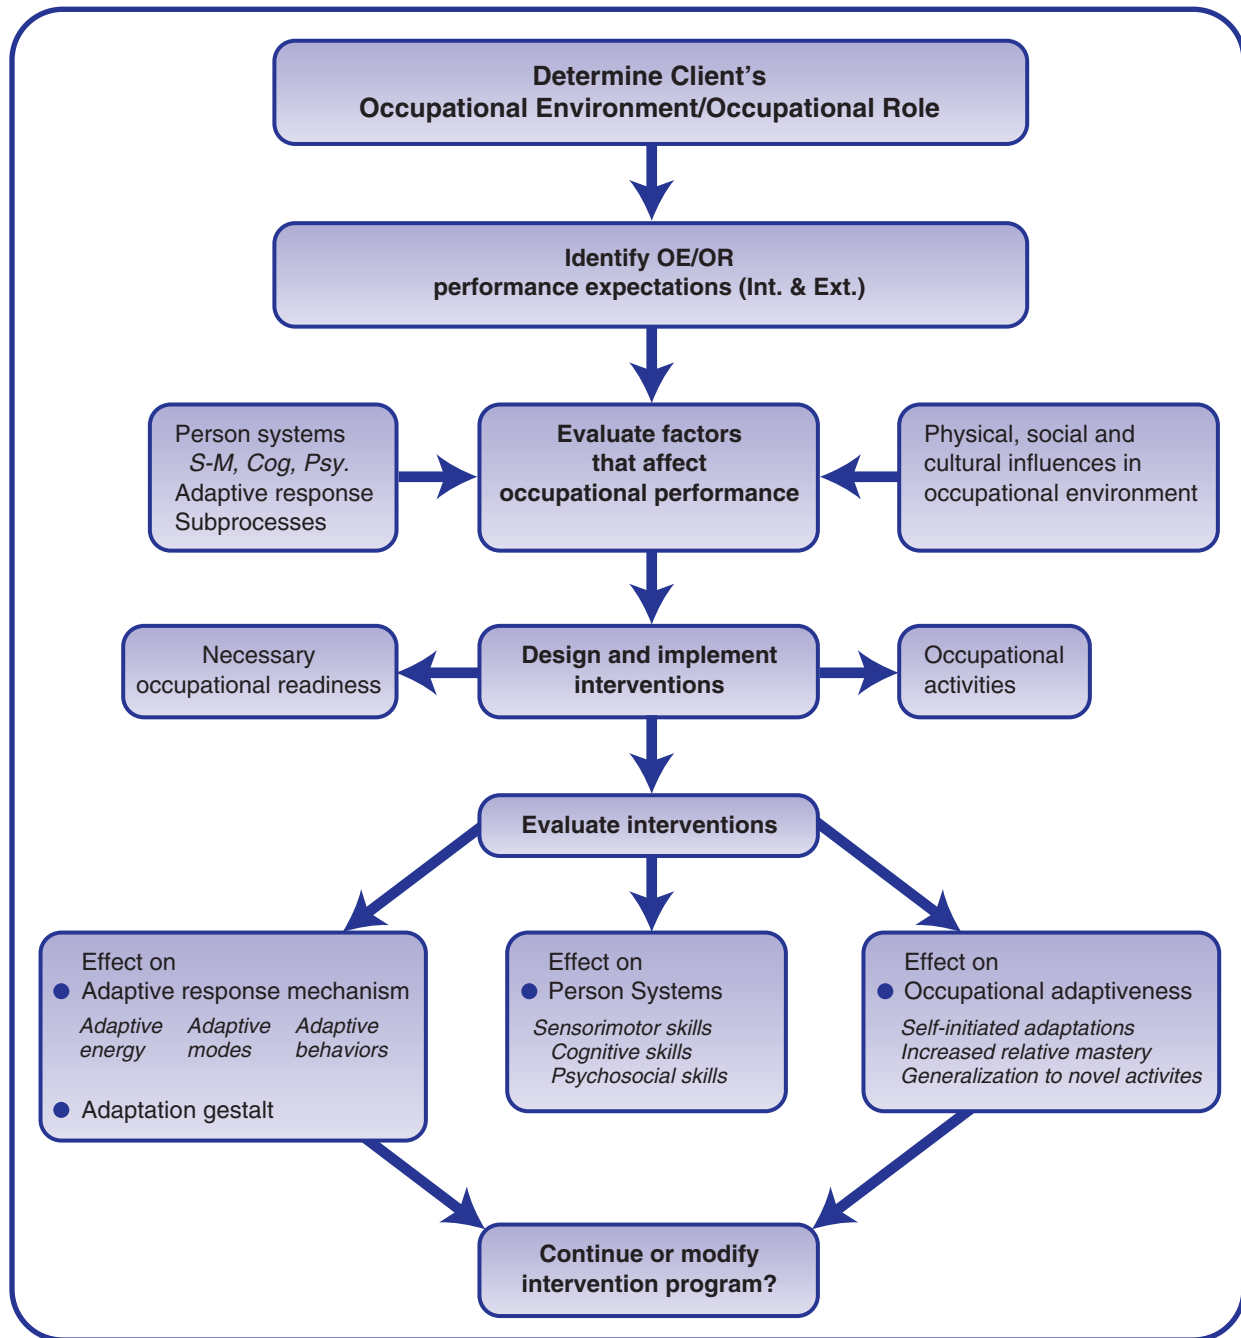 Determine Client's
Occupational Environment/Occupational Role
Identify OE/OR
performance expectations (Int. & Ext.)
Person systems
S-M, Cog, Psy.
Adaptive response
Subprocesses
Evaluate factors
that affect
occupational performance
Physical, social and
cultural influences in
occupational environment
Necessary
occupational readiness
Design and implement
interventions
Occupational
activities
Evaluate interventions
Effect on
● Adaptive response mechanism
Adaptive energy
Adaptive modes
Adaptive behaviors
● Adaptation gestalt
Effect on
● Person Systems
Sensorimotor skills
Cognitive skills
Psychosocial skills
Effect on
● Occupational adaptiveness
Self-initiated adaptations
Increased relative mastery
Generalization to novel activites
Continue or modify
intervention program?